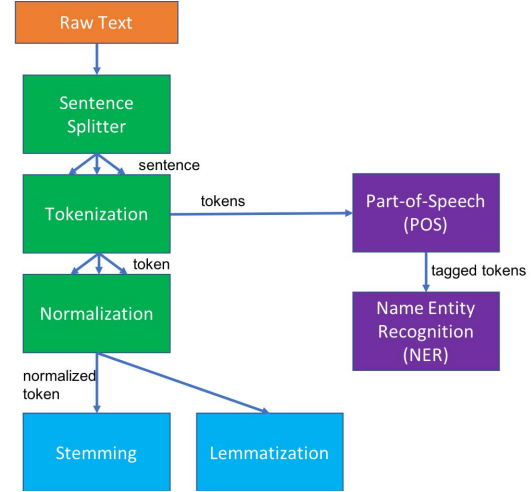 Raw Text
Sentence
Splitter
sentence
Tokenization
tokens
Part-of-Speech
(POS)
token
tagged tokens
Normalization
Name Entity
Recognition
(NER)
normalized
token
Stemming
Lemmatization